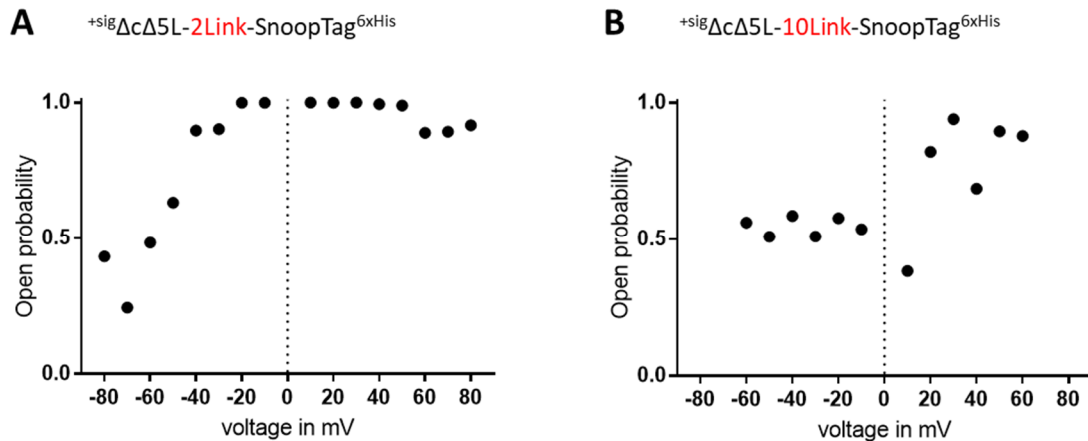 A
+sigΔcΔ5L-2Link-SnoopTag6xHis
Open probability
1.0
0.5
0.0
-80 -60 -40 -20 0 20 40 60 80
voltage in mV
B
+sigΔcΔ5L-10Link-SnoopTag6xHis
Open probability
1.0
0.5
0.0
-80 -60 -40 -20 0 20 40 60 80
voltage in mV